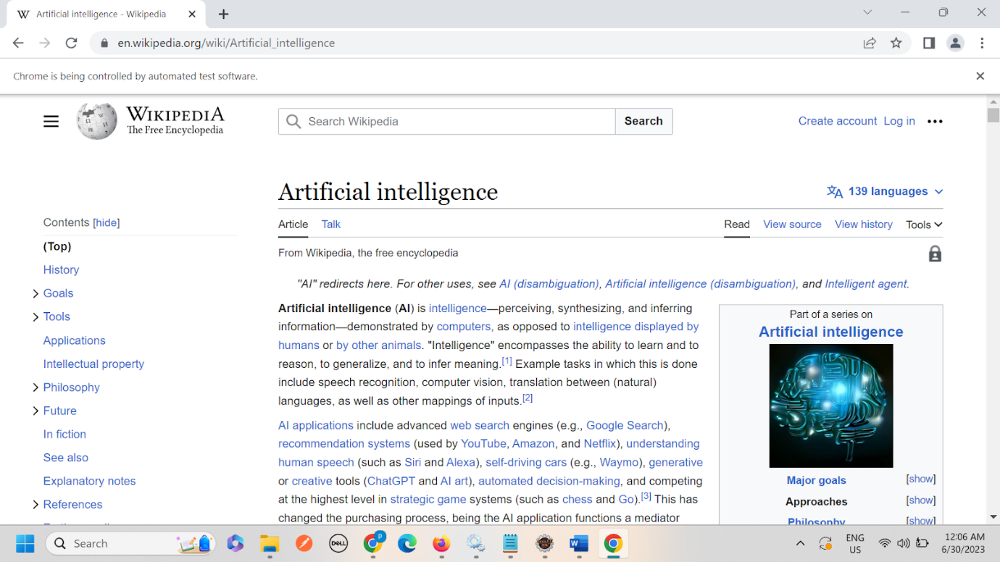 Artificial intelligence - Wikipedia
en.wikipedia.org/wiki/Artificial_intelligence
Chrome is being controlled by automated test software.
WIKIPEDIA
The Free Encyclopedia
Search Wikipedia
Search
Create account Log in
Artificial intelligence
139 languages
Contents [hide]
(Top)
History
Goals
Tools
Applications
Intellectual property
Philosophy
Future
In fiction
See also
Explanatory notes
References
Article Talk
Read View source View history Tools
From Wikipedia, the free encyclopedia
"AI" redirects here. For other uses, see AI (disambiguation), Artificial intelligence (disambiguation), and Intelligent agent.
Artificial intelligence (AI) is intelligence—perceiving, synthesizing, and inferring
information—demonstrated by computers, as opposed to intelligence displayed by
humans or by other animals. "Intelligence" encompasses the ability to learn and to
reason, to generalize, and to infer meaning.[1] Example tasks in which this is done
include speech recognition, computer vision, translation between (natural)
languages, as well as other mappings of inputs.[2]
AI applications include advanced web search engines (e.g., Google Search),
recommendation systems (used by YouTube, Amazon, and Netflix), understanding
human speech (such as Siri and Alexa), self-driving cars (e.g., Waymo), generative
or creative tools (ChatGPT and AI art), automated decision-making, and competing
at the highest level in strategic game systems (such as chess and Go).[3] This has
changed the purchasing process, being the AI application functions a mediator
Part of a series on
Artificial intelligence
Major goals [show]
Approaches [show]
Philosophy [show]
Search
DELL
P
W
ENG
US
12:06 AM
6/30/2023